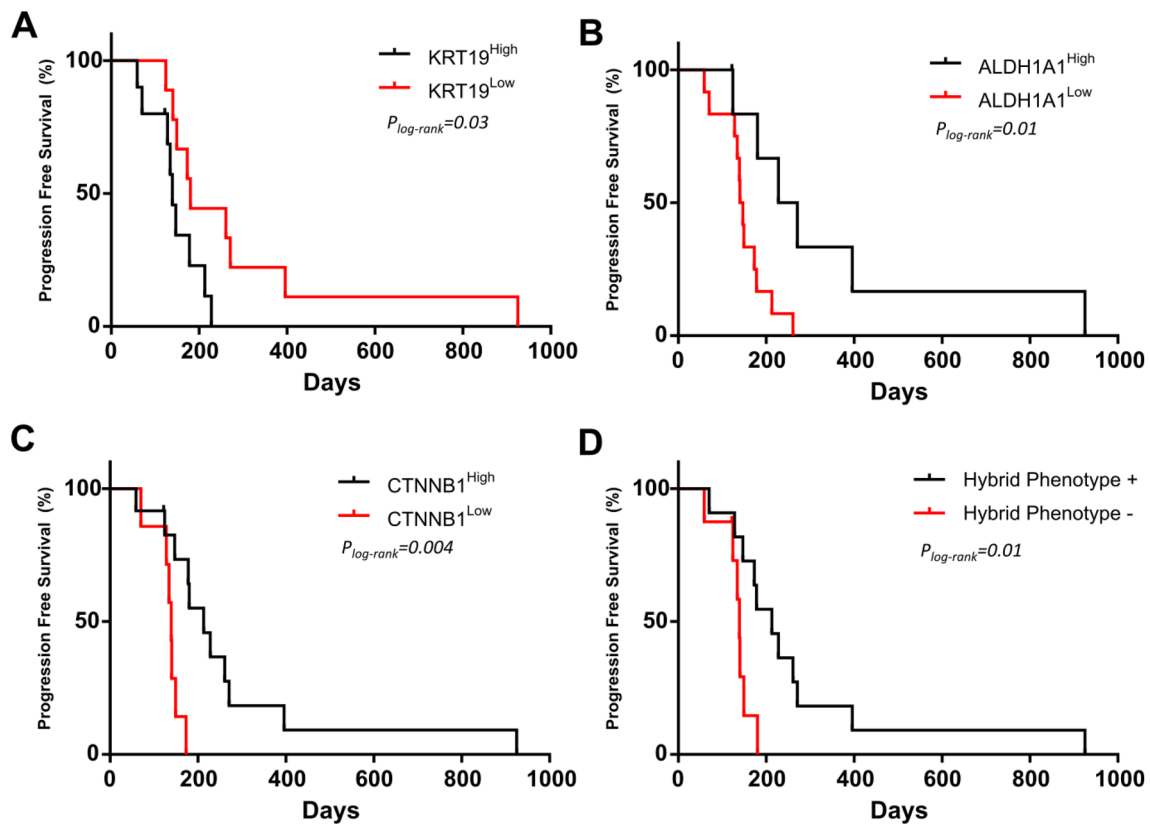 A
Progression Free Survival (%)
100
50
0
KRT19High
KRT19Low
Plog-rank=0.03
0 200 400 600 800 1000
Days
B
Progression Free Survival (%)
100
50
0
ALDH1A1High
ALDH1A1Low
Plog-rank=0.01
0 200 400 600 800 1000
Days
C
Progression Free Survival (%)
100
50
0
CTNNB1High
CTNNB1Low
Plog-rank=0.004
0 200 400 600 800 1000
Days
D
Progression Free Survival (%)
100
50
0
Hybrid Phenotype +
Hybrid Phenotype -
Plog-rank=0.01
0 200 400 600 800 1000
Days